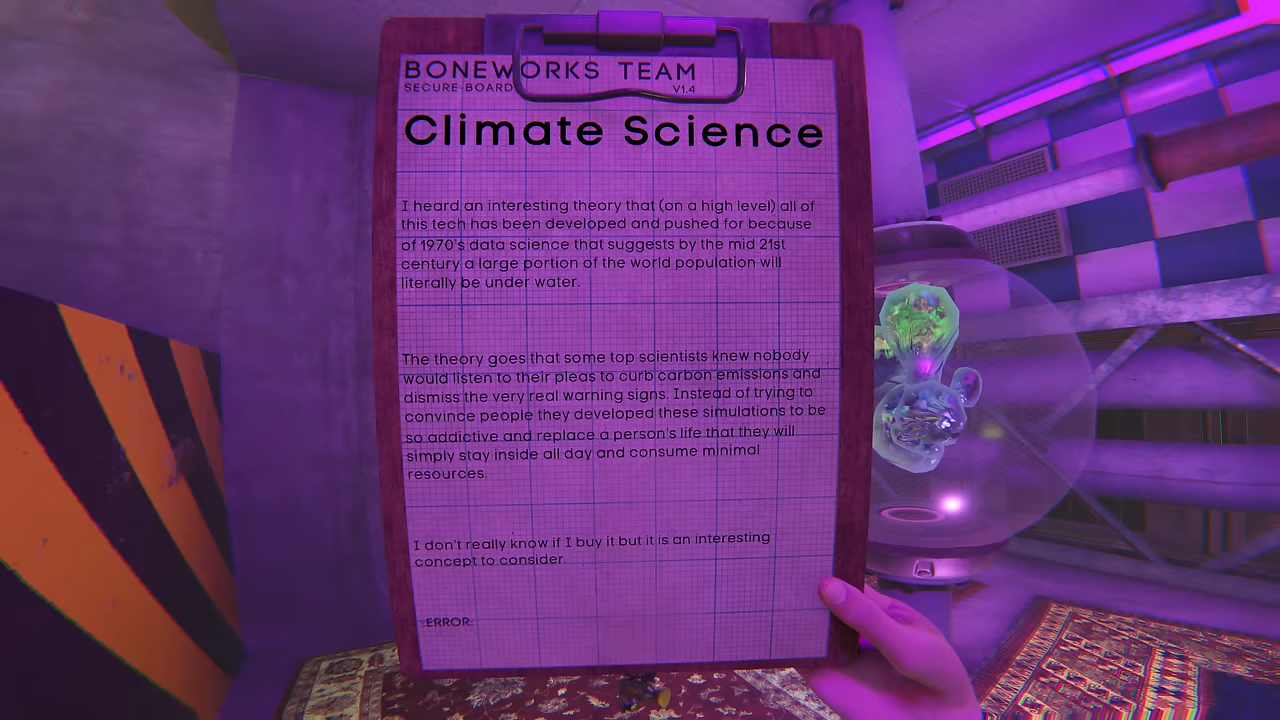 BONEWORKS TEAM
SECURE BOARD V1.4
Climate Science
I heard an interesting theory that (on a high level) all of
this tech has been developed and pushed for because
of 1970's data science that suggests by the mid 21st
century a large portion of the world population will
literally be under water.
The theory goes that some top scientists knew nobody
would listen to their pleas to curb carbon emissions and
dismiss the very real warning signs. Instead of trying to
convince people they developed these simulations to be
so addictive and replace a person's life that they will
simply stay inside all day and consume minimal
resources.
I don't really know if I buy it but it is an interesting
concept to consider.
.ERROR.